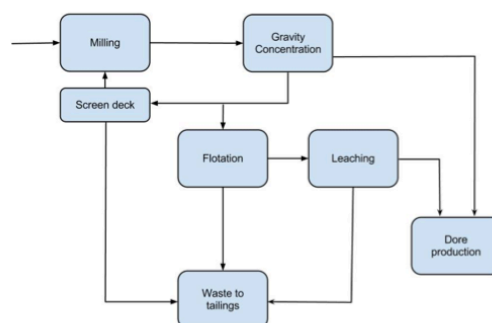 Milling
Gravity
Concentration
Screen deck
Flotation
Leaching
Dore
production
Waste to
tailings